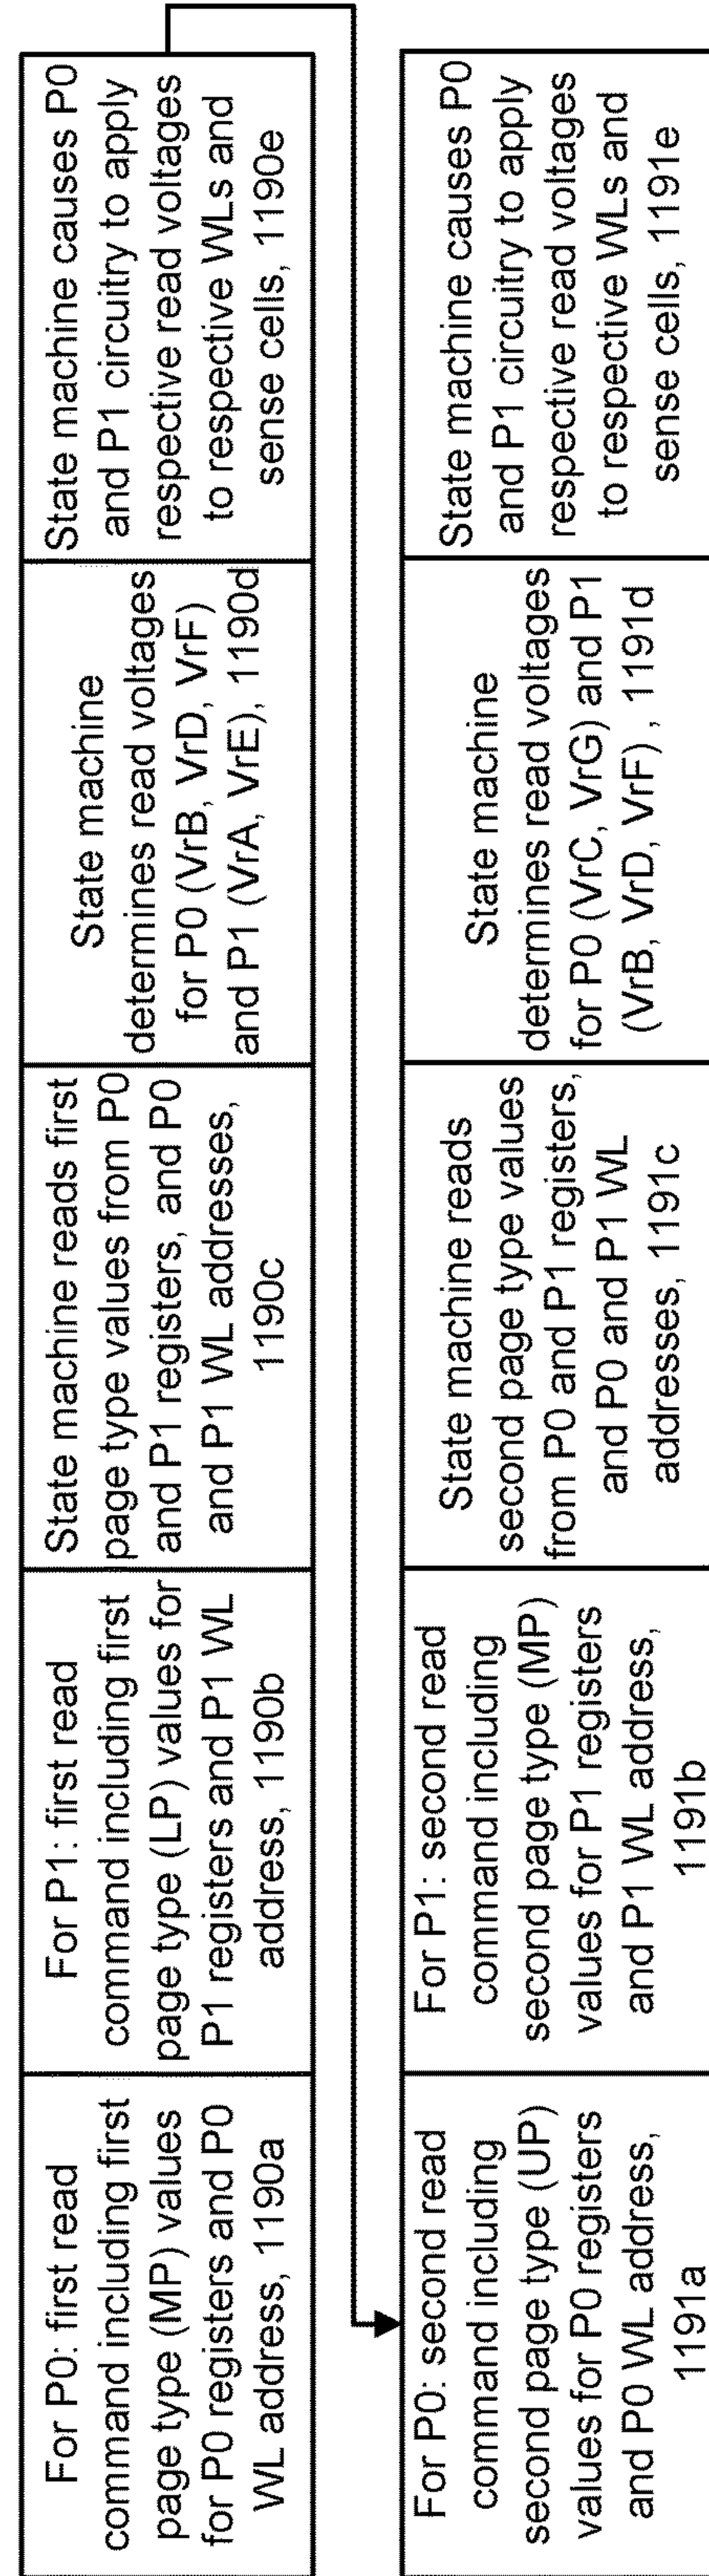 For P0: first read
command including first
page type (MP) values
for P0 registers and P0
WL address, 1190a
For P1: first read
command including first
page type (LP) values for
P1 registers and P1 WL
address, 1190b
State machine reads first
page type values from P0
and P1 registers, and P0
and P1 WL addresses,
1190c
State machine
determines read voltages
for P0 (VrB, VrD, VrF)
and P1 (VrA, VrE), 1190d
State machine causes P0
and P1 circuitry to apply
respective read voltages
to respective WLs and
sense cells, 1190e
For P0: second read
command including
second page type (UP)
values for P0 registers
and P0 WL address,
1191a
For P1: second read
command including
second page type (MP)
values for P1 registers
and P1 WL address,
1191b
State machine reads
second page type values
from P0 and P1 registers,
and P0 and P1 WL
addresses, 1191c
State machine
determines read voltages
for P0 (VrC, VrG) and P1
(VrB, VrD, VrF) , 1191d
State machine causes P0
and P1 circuitry to apply
respective read voltages
to respective WLs and
sense cells, 1191e